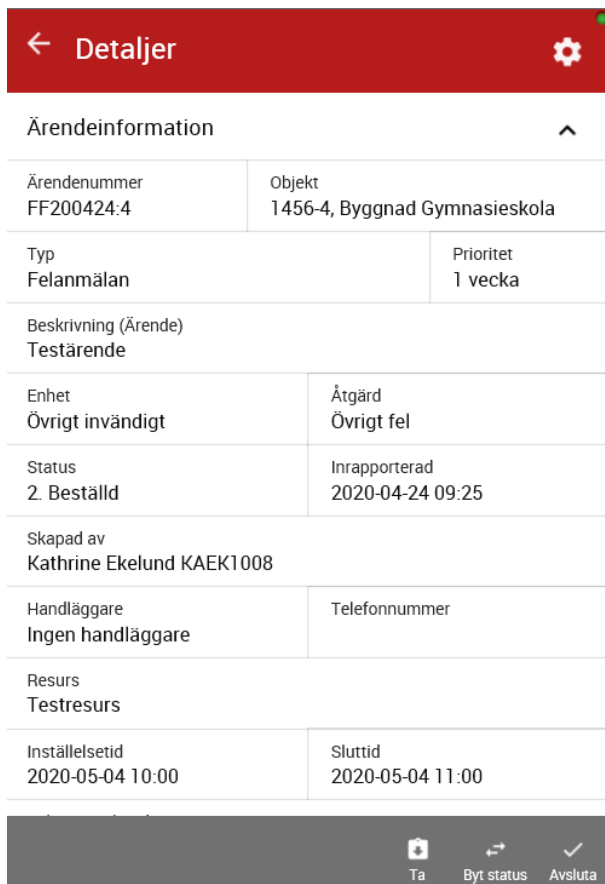 Detaljer
Ärendeinformation
Ärendenummer
FF200424:4
Objekt
1456-4, Byggnad Gymnasieskola
Typ
Felanmälan
Prioritet
1 vecka
Beskrivning (Ärende)
Testärende
Enhet
Övrigt invändigt
Åtgärd
Övrigt fel
Status
2. Beställd
Inrapporterad
2020-04-24 09:25
Skapad av
Kathrine Ekelund KAEK1008
Handläggare
Ingen handläggare
Telefonnummer
Resurs
Testresurs
Inställelsetid
2020-05-04 10:00
Sluttid
2020-05-04 11:00
Ta
Byt status
Avsluta